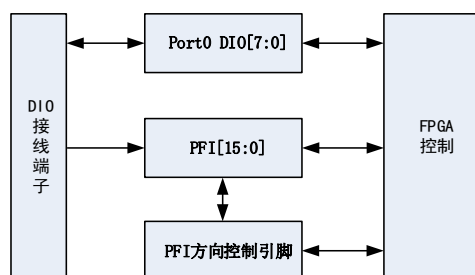 DIO
接
线
端
子
Port0 DIO[7:0]
PFI[15:0]
PFI方向控制引脚
FPGA
控制